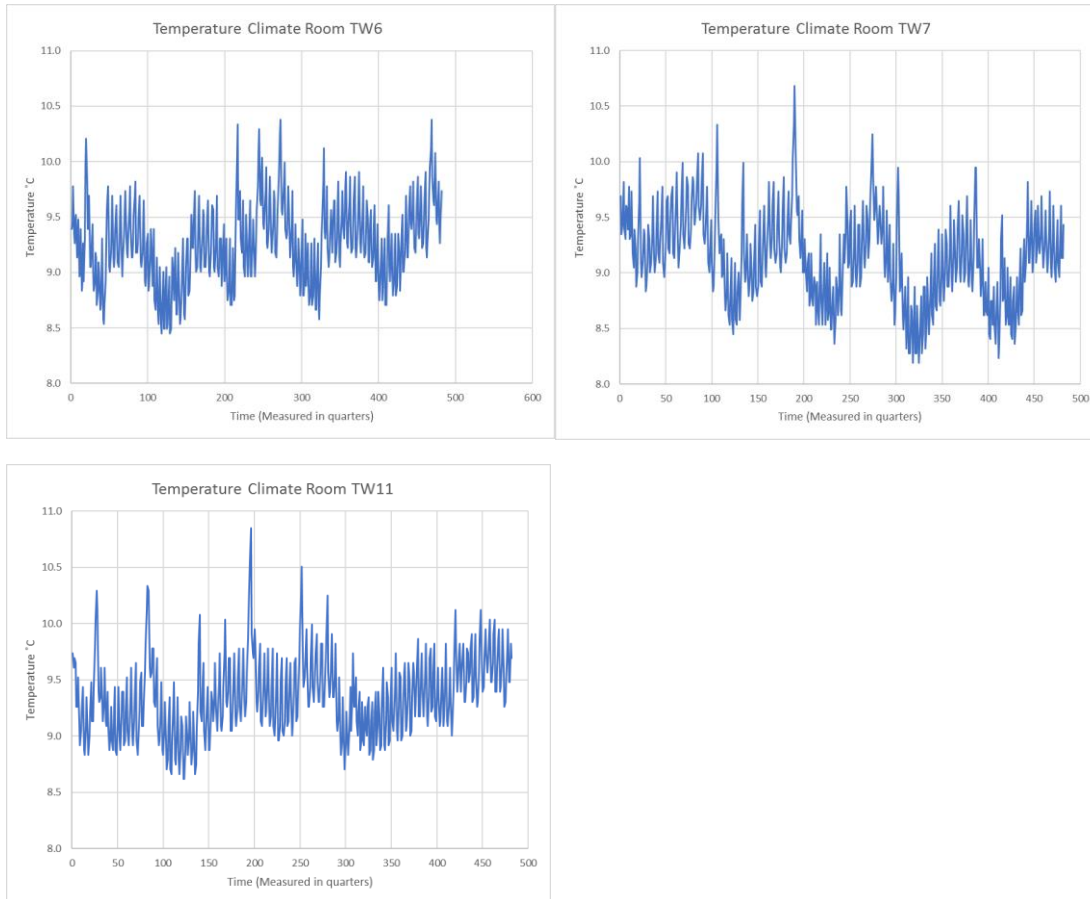 Temperature Climate Room TW6
11.0
10.5
10.0
9.5
9.0
8.5
8.0
Temperature ˚C
0 100 200 300 400 500 600
Time (Measured in quarters)
Temperature Climate Room TW7
11.0
10.5
10.0
9.5
9.0
8.5
8.0
Temperature ˚C
0 50 100 150 200 250 300 350 400 450 500
Time (Measured in quarters)
Temperature Climate Room TW11
11.0
10.5
10.0
9.5
9.0
8.5
8.0
Temperature ˚C
0 50 100 150 200 250 300 350 400 450 500
Time (Measured in quarters)